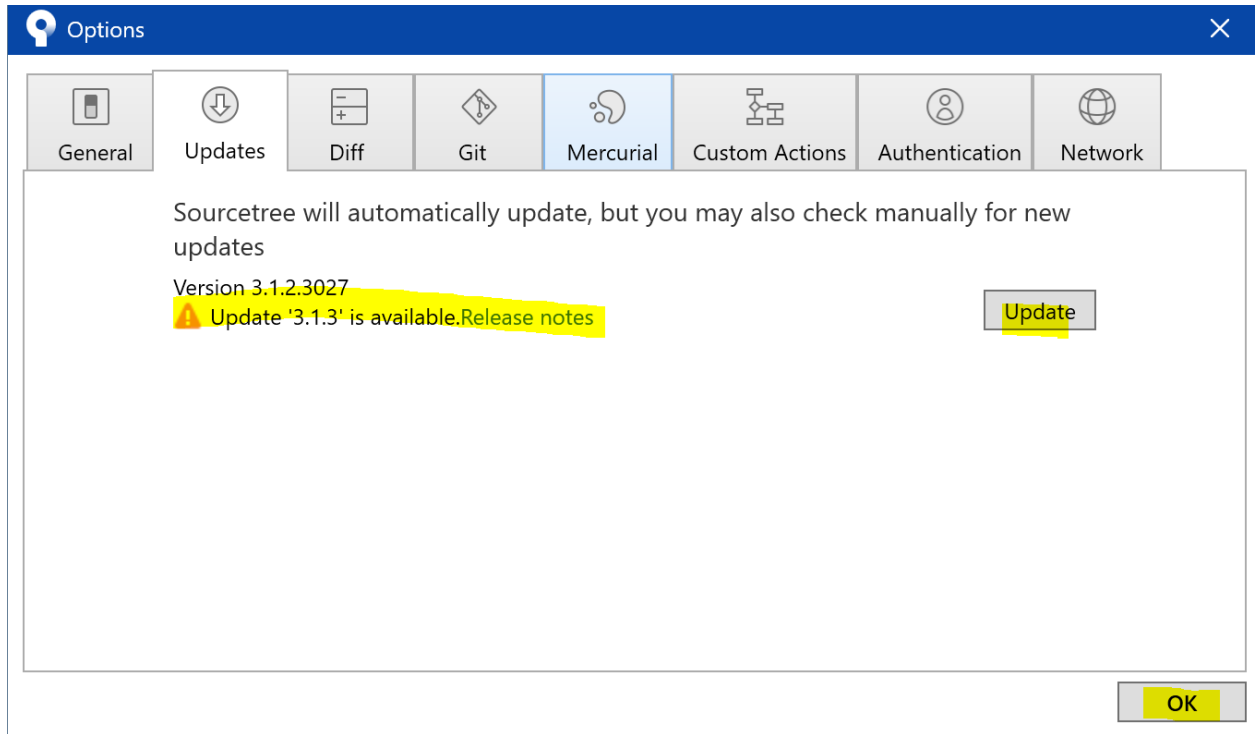 Options
General
Updates
Diff
Git
Mercurial
Custom Actions
Authentication
Network
Sourcetree will automatically update, but you may also check manually for new
updates
Version 3.1.2.3027
Update '3.1.3' is available.Release notes
Update
OK